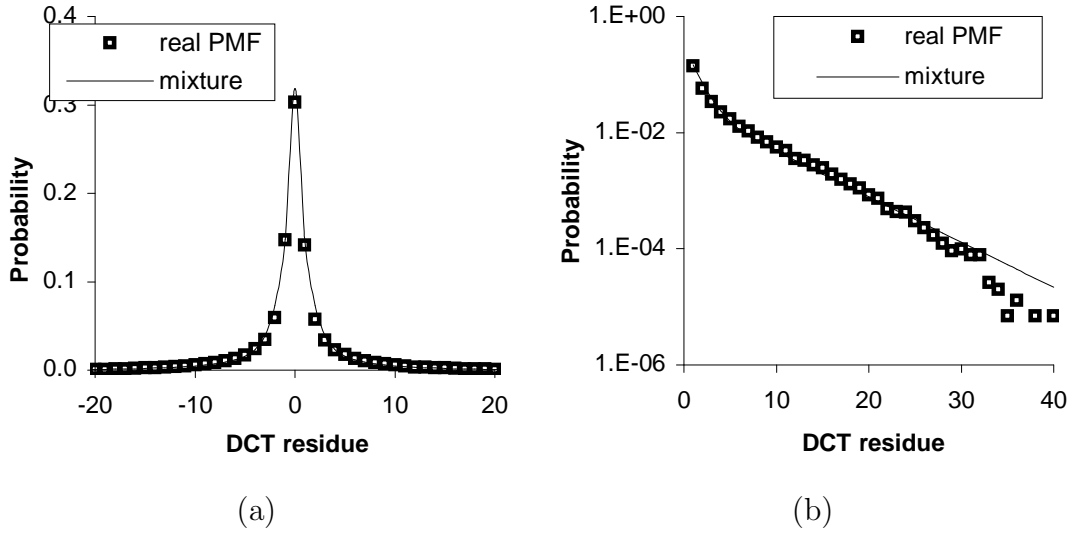 0.4
0.3
0.2
0.1
0.0
-20
-10
0
10
20
Probability
DCT residue
real PMF
mixture
(a)
1.E+00
1.E-02
1.E-04
1.E-06
0
10
20
30
40
Probability
DCT residue
real PMF
mixture
(b)